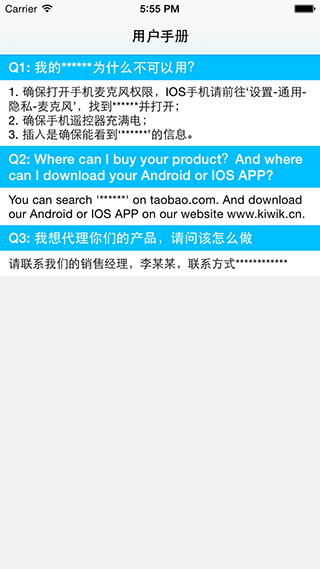 Carrier 5:55 PM
用户手册
Q1: 我的******为什么不可以用？
1. 确保打开手机麦克风权限，IOS手机请前往‘设置-通用-
隐私-麦克风’，找到******并打开；
2. 确保手机遥控器充满电；
3. 插入是确保能看到‘******’的信息。
Q2: Where can I buy your product？And where
can I download your Android or IOS APP?
You can search '******' on taobao.com. And download
our Android or IOS APP on our website www.kiwik.cn.
Q3: 我想代理你们的产品，请问该怎么做
请联系我们的销售经理，李某某，联系方式************